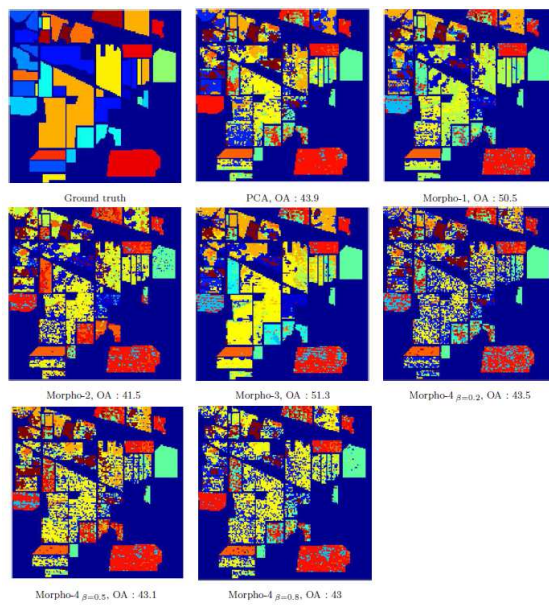 Ground truth
PCA, OA : 43.9
Morpho-1, OA : 50.5
Morpho-2, OA : 41.5
Morpho-3, OA : 51.3
Morpho-4 β=0.2, OA : 43.5
Morpho-4 β=0.5, OA : 43.1
Morpho-4 β=0.8, OA : 43